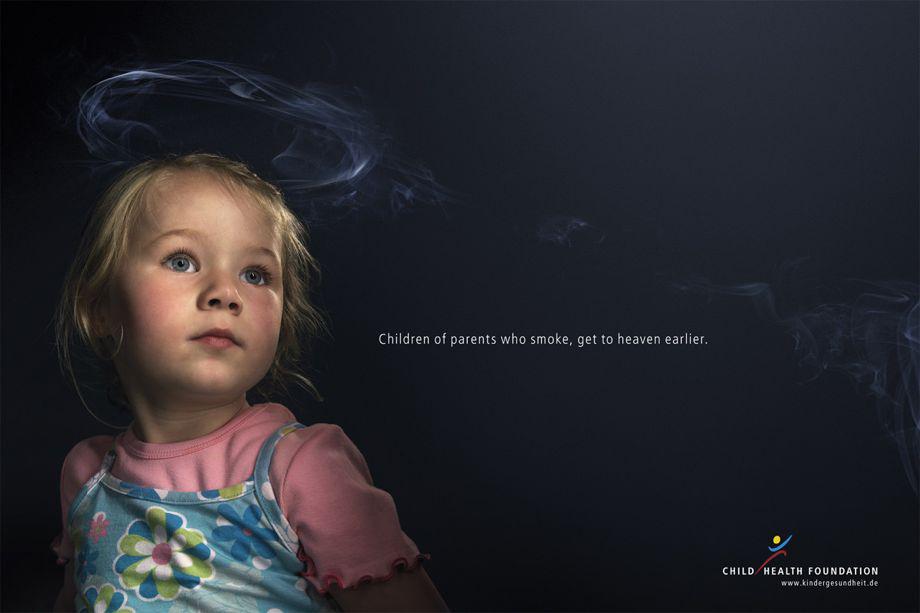 Children of parents who smoke, get to heaven earlier.
CHILD HEALTH FOUNDATION
www.kindergesundheit.de